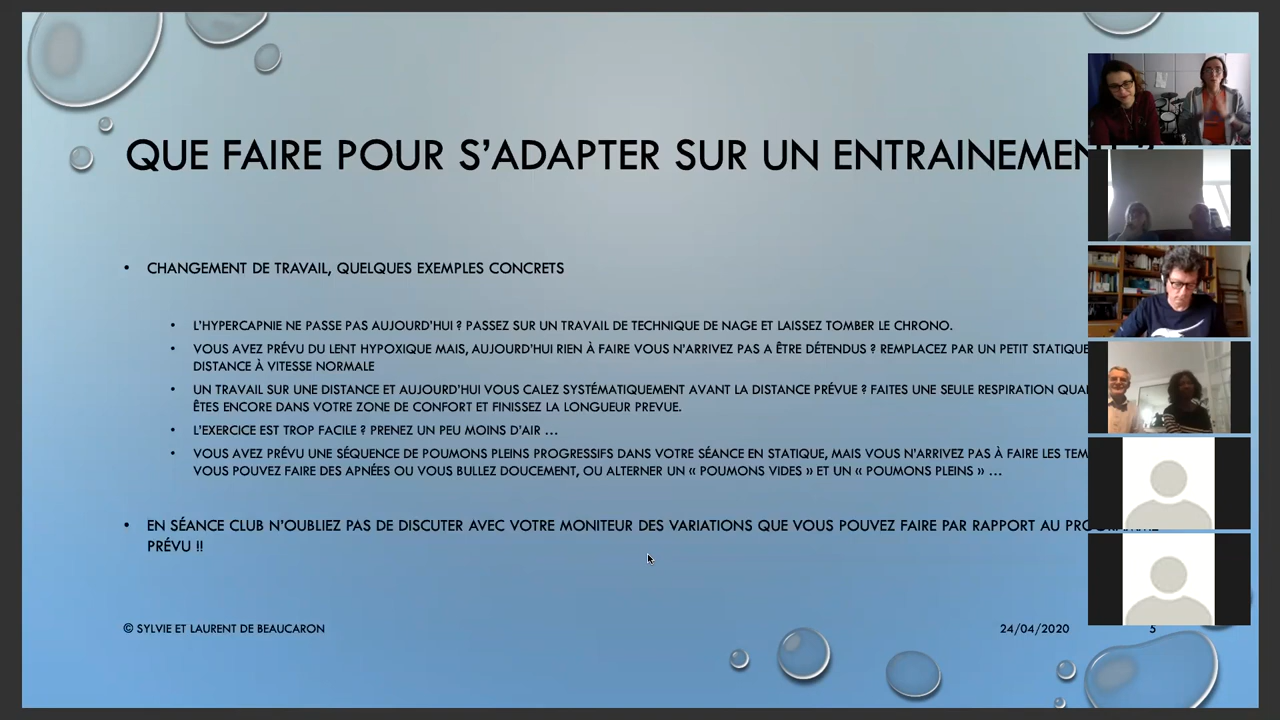 QUE FAIRE POUR S'ADAPTER SUR UN ENTRAINEMENT ?
• CHANGEMENT DE TRAVAIL, QUELQUES EXEMPLES CONCRETS
• L'HYPERCAPNIE NE PASSE PAS AUJOURD'HUI ? PASSEZ SUR UN TRAVAIL DE TECHNIQUE DE NAGE ET LAISSEZ TOMBER LE CHRONO.
• VOUS AVEZ PRÉVU DU LENT HYPOXIQUE MAIS, AUJOURD'HUI RIEN À FAIRE VOUS N'ARRIVEZ PAS A ÊTRE DÉTENDUS ? REMPLACEZ PAR UN PETIT STATIQUE
DISTANCE À VITESSE NORMALE
• UN TRAVAIL SUR UNE DISTANCE ET AUJOURD'HUI VOUS CALEZ SYSTÉMATIQUEMENT AVANT LA DISTANCE PRÉVUE ? FAITES UNE SEULE RESPIRATION
ÊTES ENCORE DANS VOTRE ZONE DE CONFORT ET FINISSEZ LA LONGUEUR PREVUE.
• L'EXERCICE EST TROP FACILE ? PRENEZ UN PEU MOINS D'AIR ...
• VOUS AVEZ PRÉVU UNE SÉQUENCE DE POUMONS PLEINS PROGRESSIFS DANS VOTRE SÉANCE EN STATIQUE, MAIS VOUS N'ARRIVEZ PAS À FAIRE LES
VOUS POUVEZ FAIRE DES APNÉES OU VOUS BULLEZ DOUCEMENT, OU ALTERNER UN « POUMONS VIDES » ET UN « POUMONS PLEINS » ...
• EN SÉANCE CLUB N'OUBLIEZ PAS DE DISCUTER AVEC VOTRE MONITEUR DES VARIATIONS QUE VOUS POUVEZ FAIRE PAR RAPPORT AU PROGRAMME
PRÉVU !!
© SYLVIE ET LAURENT DE BEAUCARON
24/04/2020
5